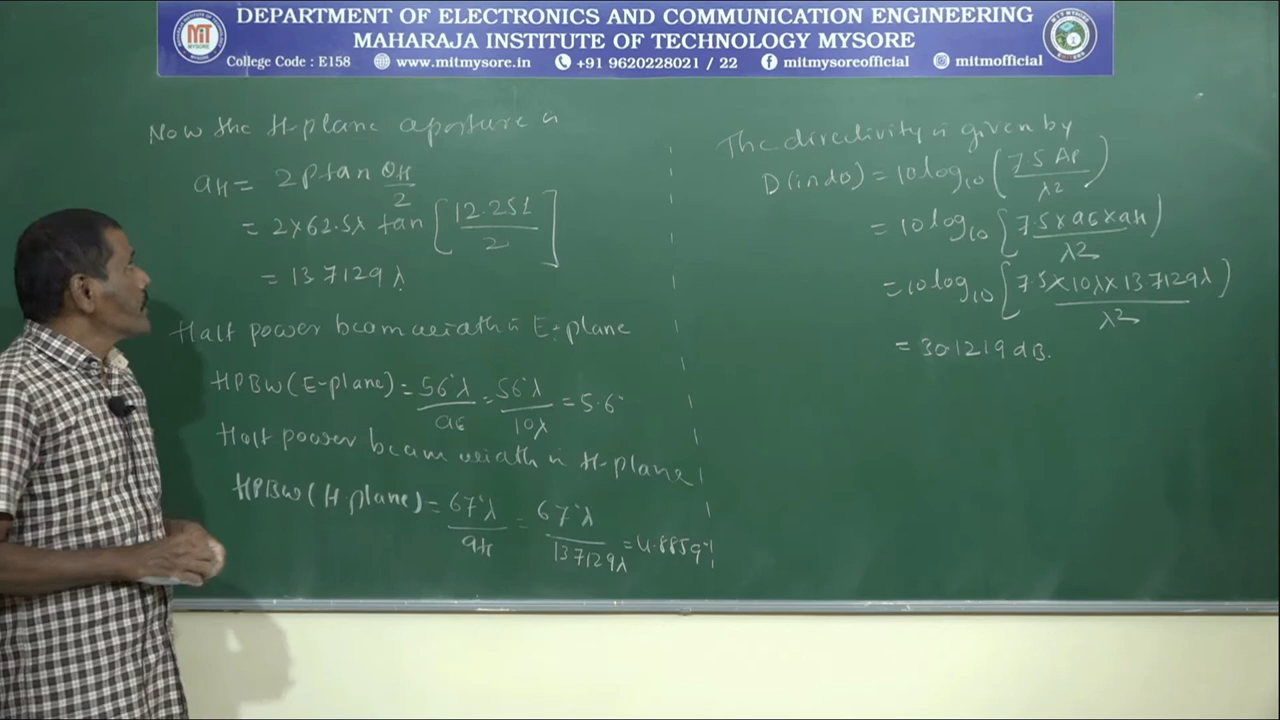 DEPARTMENT OF ELECTRONICS AND COMMUNICATION ENGINEERING
MAHARAJA INSTITUTE OF TECHNOLOGY MYSORE
College Code : E158 www.mitmysore.in +91 9620228021 / 22 mitmysoreofficial mitmofficial
MIT
MYSORE
Now the H-plane aperture is
aH = 2P tan θH/2
= 2×62.5λ tan [12.251/2]
= 13.7129λ
Half power beam width in E-plane
HPBW (E-plane) = 56°λ/aE = 56°λ/10λ = 5.6°
Half power beam width in H-plane
HPBW (H-plane) = 67°λ/aH = 67°λ/13.7129λ = 4.8859°
The directivity is given by
D(in dB) = 10 log10 (7.5 Ap/λ2)
= 10 log10 [7.5×aE×aH/λ2]
= 10 log10 [7.5×10λ×13.7129λ/λ2]
= 30.1219 dB.